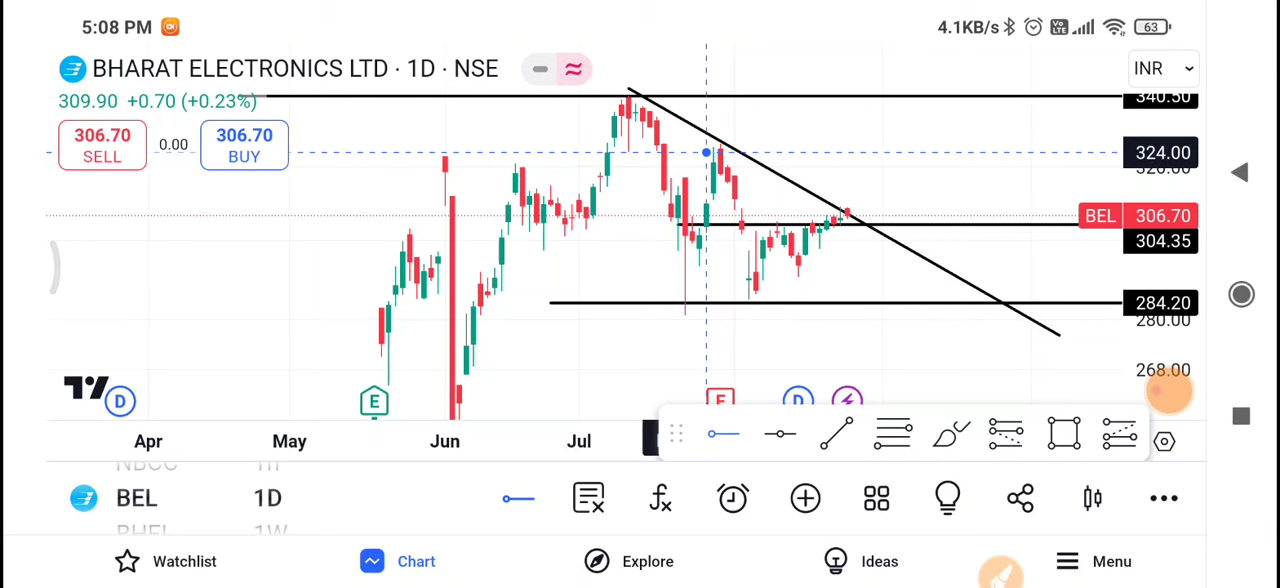 5:08 PM
4.1KB/s
Vo LTE
63
BHARAT ELECTRONICS LTD · 1D · NSE
INR
309.90 +0.70 (+0.23%)
340.50
306.70
SELL
0.00
306.70
BUY
324.00
320.00
BEL 306.70
304.35
284.20
280.00
268.00
D
E
E
D
Apr
May
Jun
Jul
NBCC 1h
BEL 1D
BHEL 1W
Watchlist
Chart
Explore
Ideas
Menu